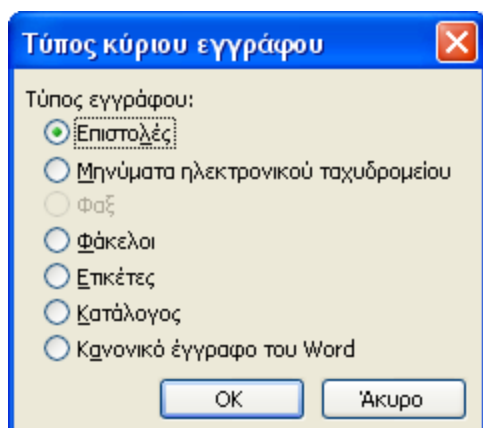 Τύπος κύριου εγγράφου
Τύπος εγγράφου:
Επιστολές
Μηνύματα ηλεκτρονικού ταχυδρομείου
Φαξ
Φάκελοι
Ετικέτες
Κατάλογος
Κανονικό έγγραφο του Word
OK Άκυρο